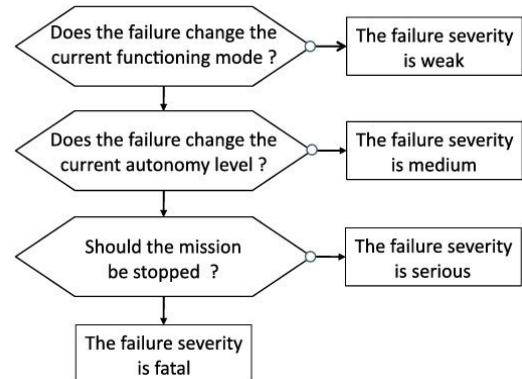 Does the failure change the
current functioning mode ?
The failure severity
is weak
Does the failure change the
current autonomy level ?
The failure severity
is medium
Should the mission
be stopped ?
The failure severity
is serious
The failure severity
is fatal